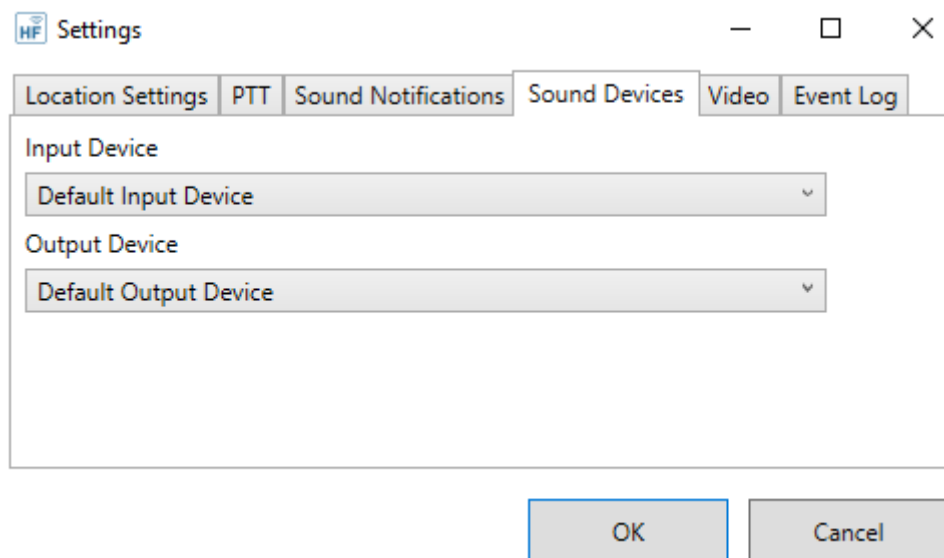 HF Settings
Location Settings PTT Sound Notifications Sound Devices Video Event Log
Input Device
Default Input Device
Output Device
Default Output Device
OK Cancel